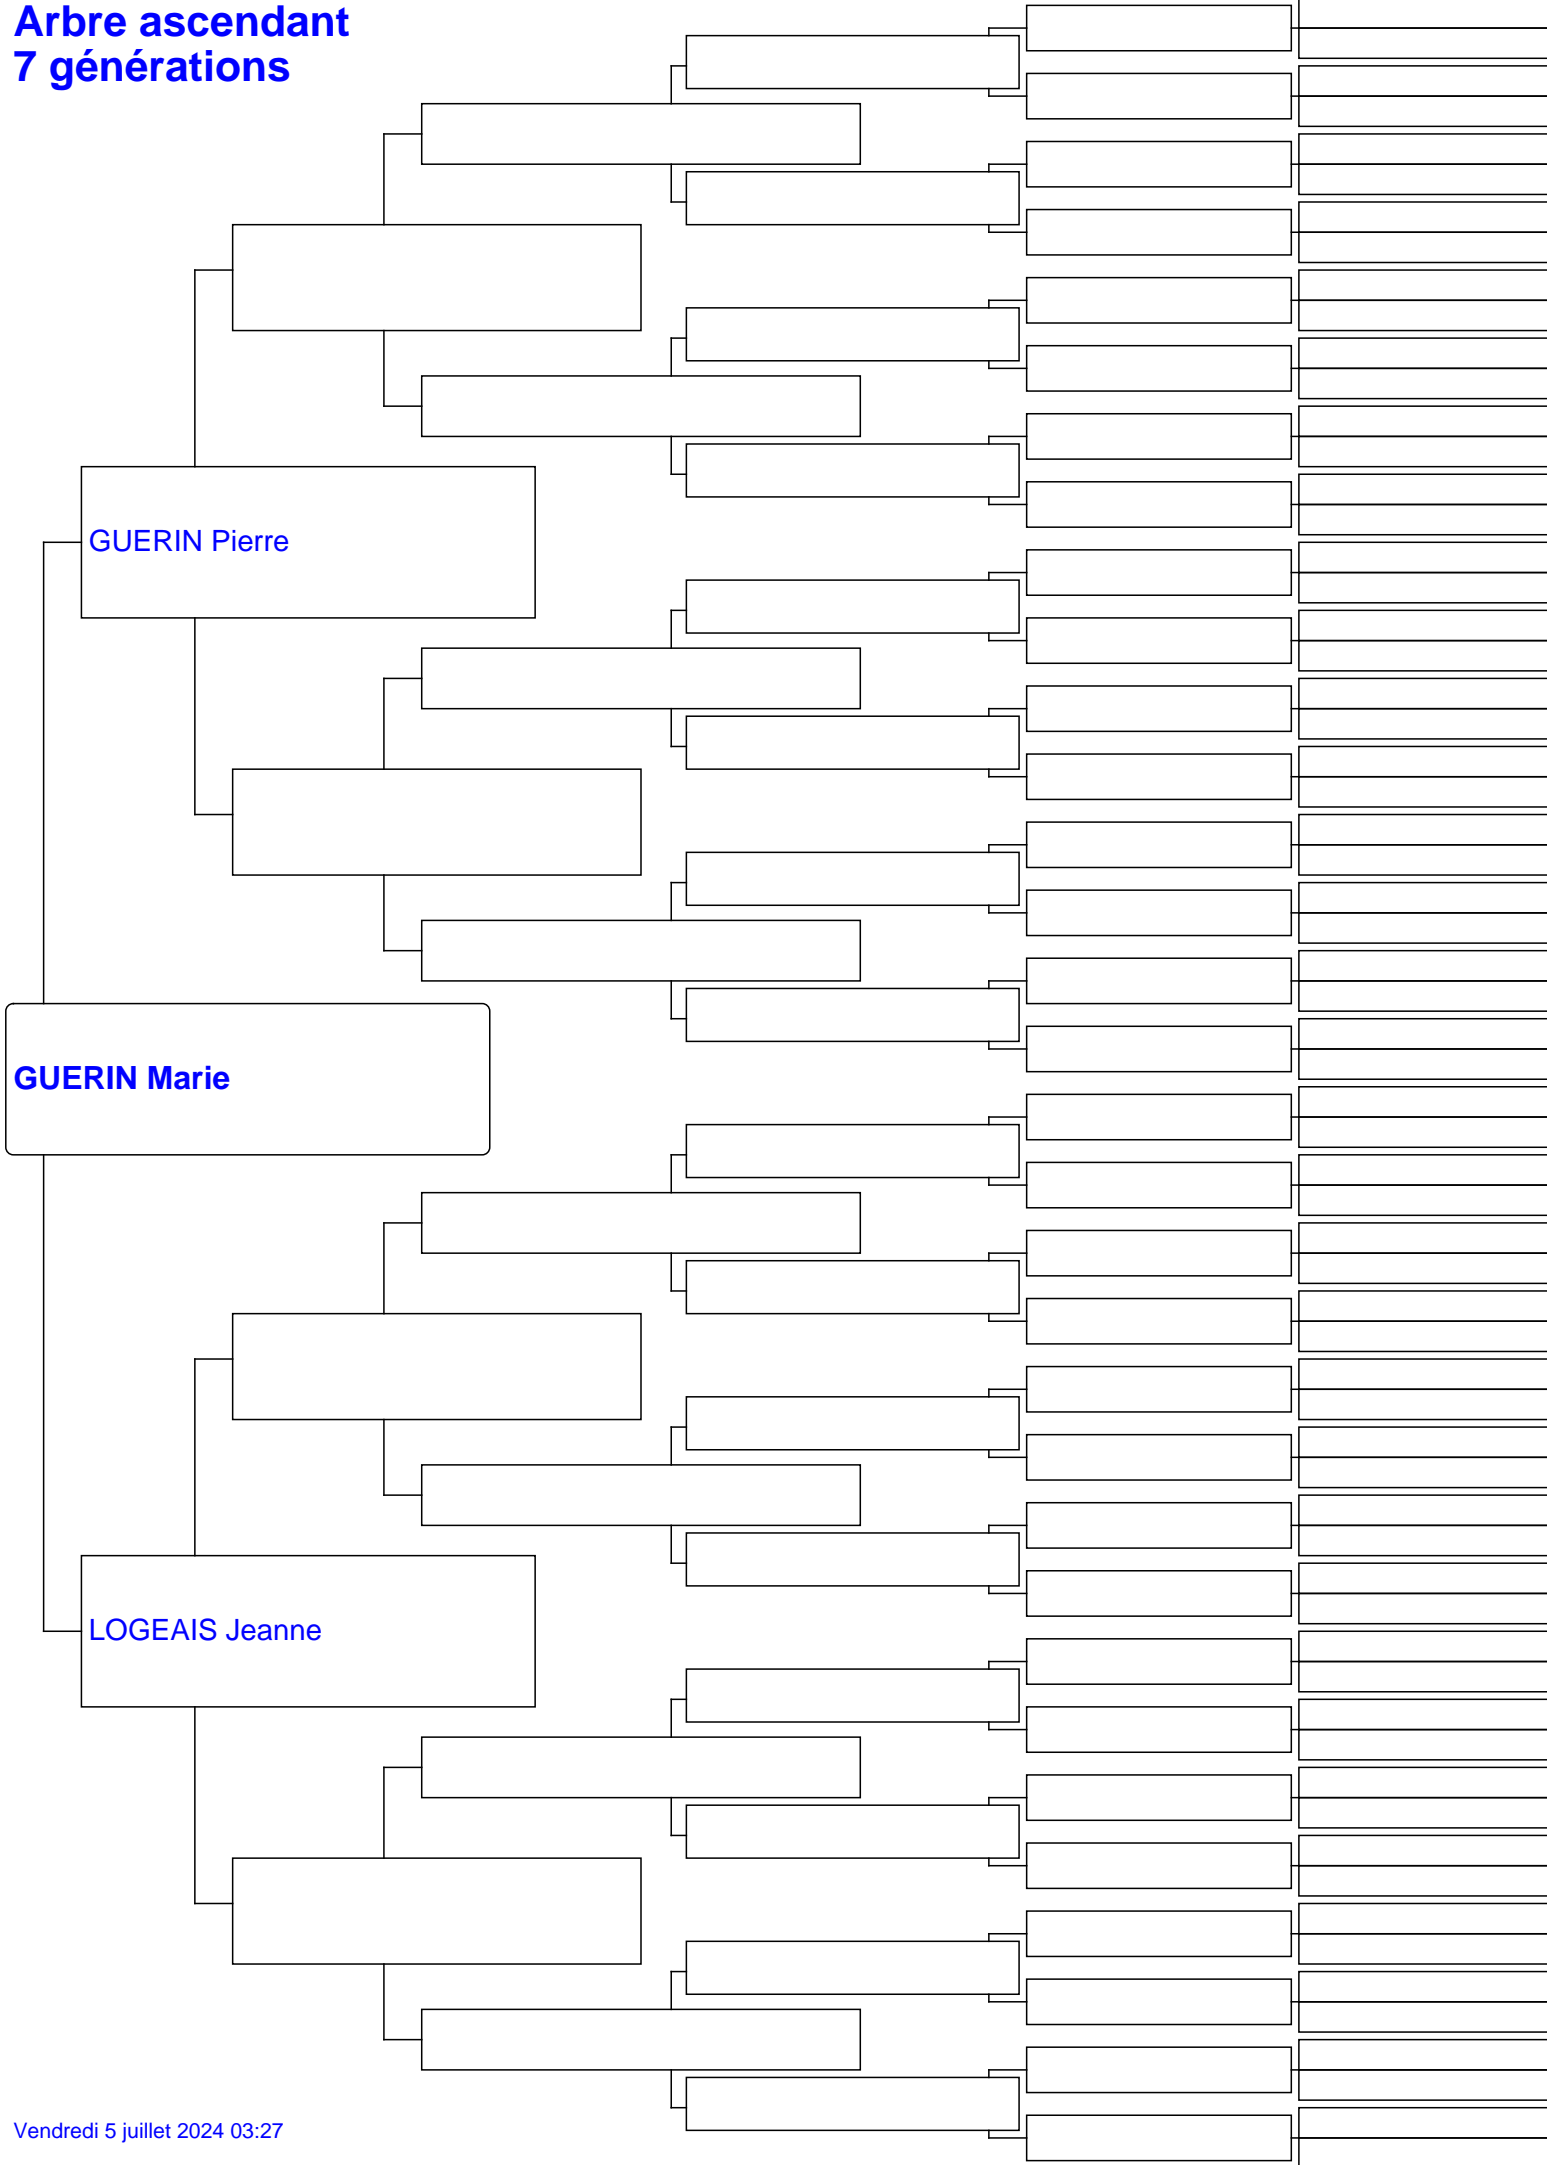 Arbre ascendant
7 générations
GUERIN Pierre
GUERIN Marie
LOGEAIS Jeanne
Vendredi 5 juillet 2024 03:27